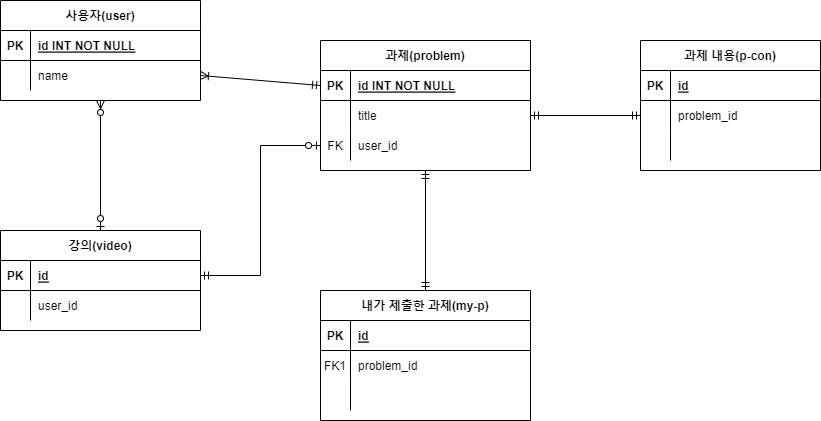 사용자(user)
PK id INT NOT NULL
name
과제(problem)
PK id INT NOT NULL
title
FK user_id
과제 내용(p-con)
PK id
problem_id
강의(video)
PK id
user_id
내가 제출한 과제(my-p)
PK id
FK1 problem_id